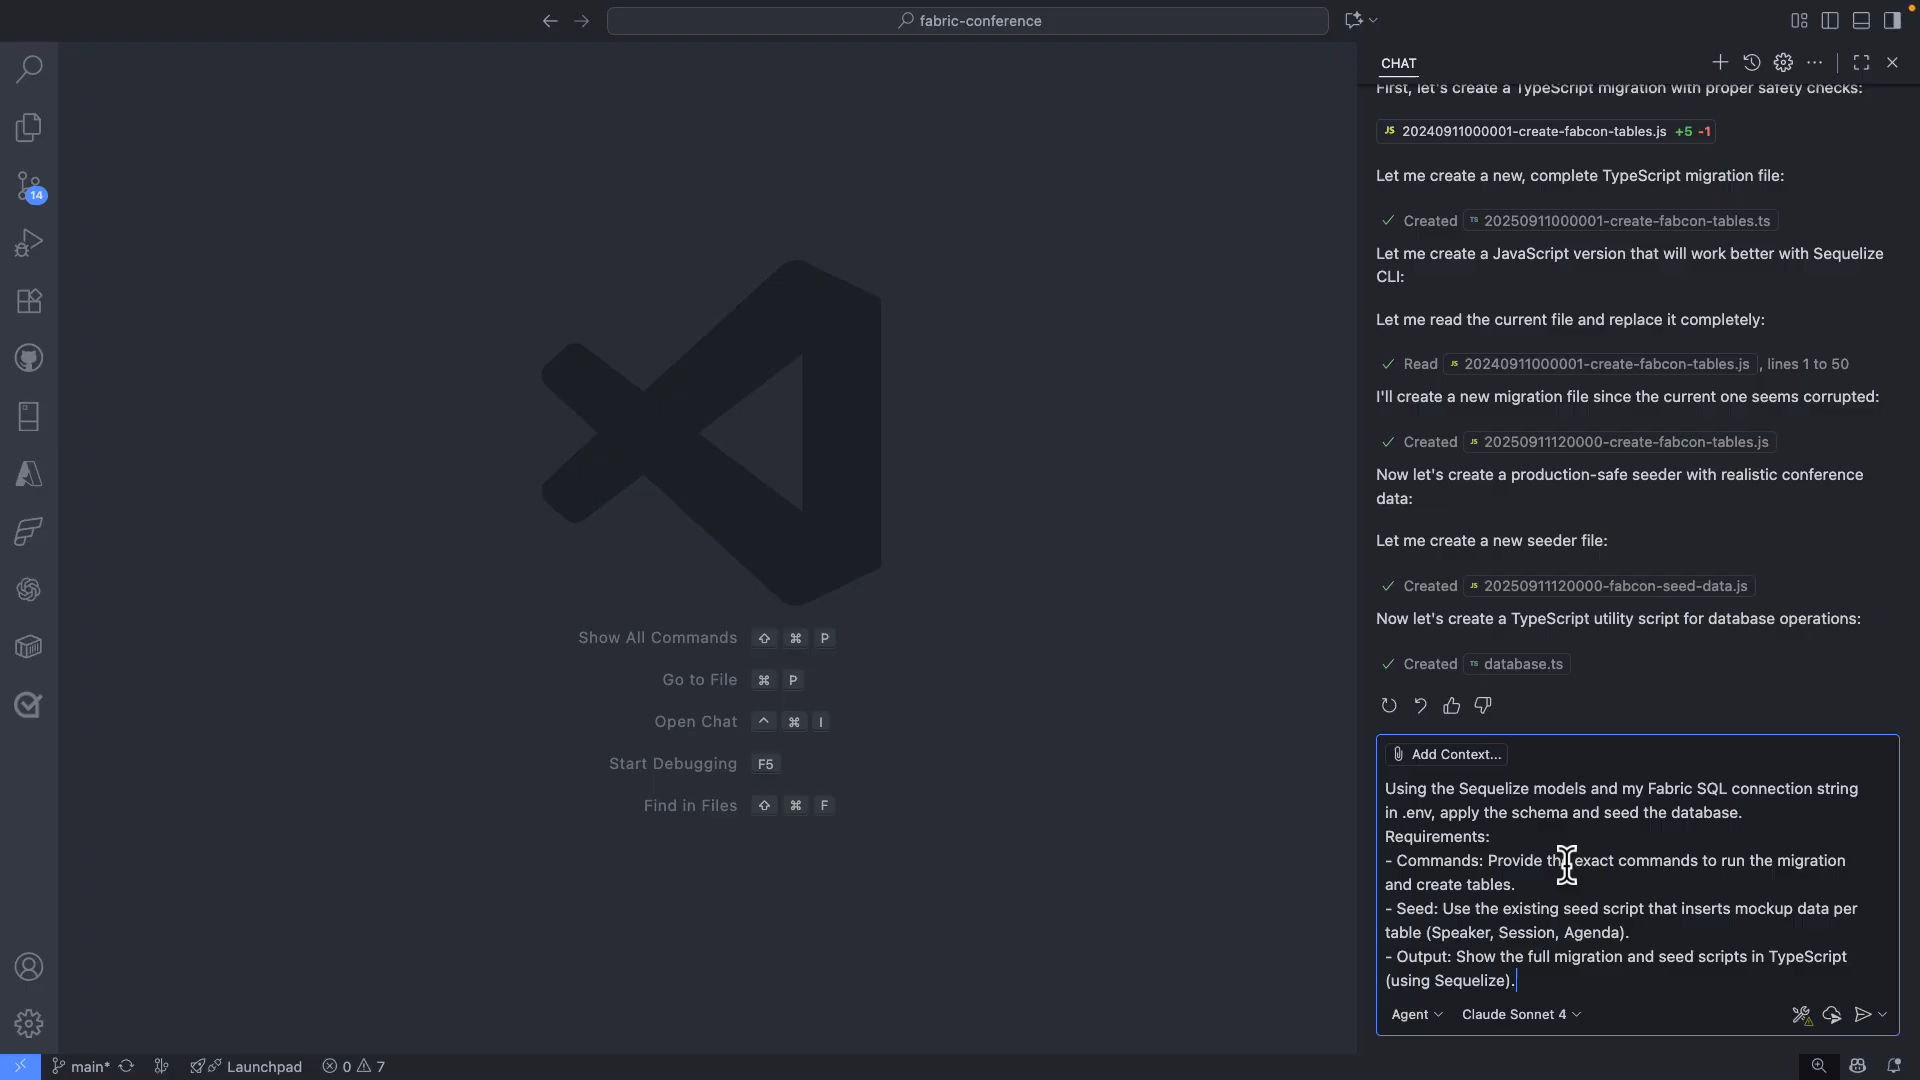 fabric-conference
CHAT
First, let's create a TypeScript migration with proper safety checks:
JS 20240911000001-create-fabcon-tables.js +5 -1
Let me create a new, complete TypeScript migration file:
Created TS 20250911000001-create-fabcon-tables.ts
Let me create a JavaScript version that will work better with Sequelize
CLI:
Let me read the current file and replace it completely:
Read JS 20240911000001-create-fabcon-tables.js , lines 1 to 50
I'll create a new migration file since the current one seems corrupted:
Created JS 20250911120000-create-fabcon-tables.js
Now let's create a production-safe seeder with realistic conference
data:
Let me create a new seeder file:
Created JS 20250911120000-fabcon-seed-data.js
Now let's create a TypeScript utility script for database operations:
Created TS database.ts
Add Context...
Using the Sequelize models and my Fabric SQL connection string
in .env, apply the schema and seed the database.
Requirements:
- Commands: Provide the exact commands to run the migration
and create tables.
- Seed: Use the existing seed script that inserts mockup data per
table (Speaker, Session, Agenda).
- Output: Show the full migration and seed scripts in TypeScript
(using Sequelize).
Agent Claude Sonnet 4
14
Show All Commands ⇧ ⌘ P
Go to File ⌘ P
Open Chat ^ ⌘ I
Start Debugging F5
Find in Files ⇧ ⌘ F
main* Launchpad 0 7